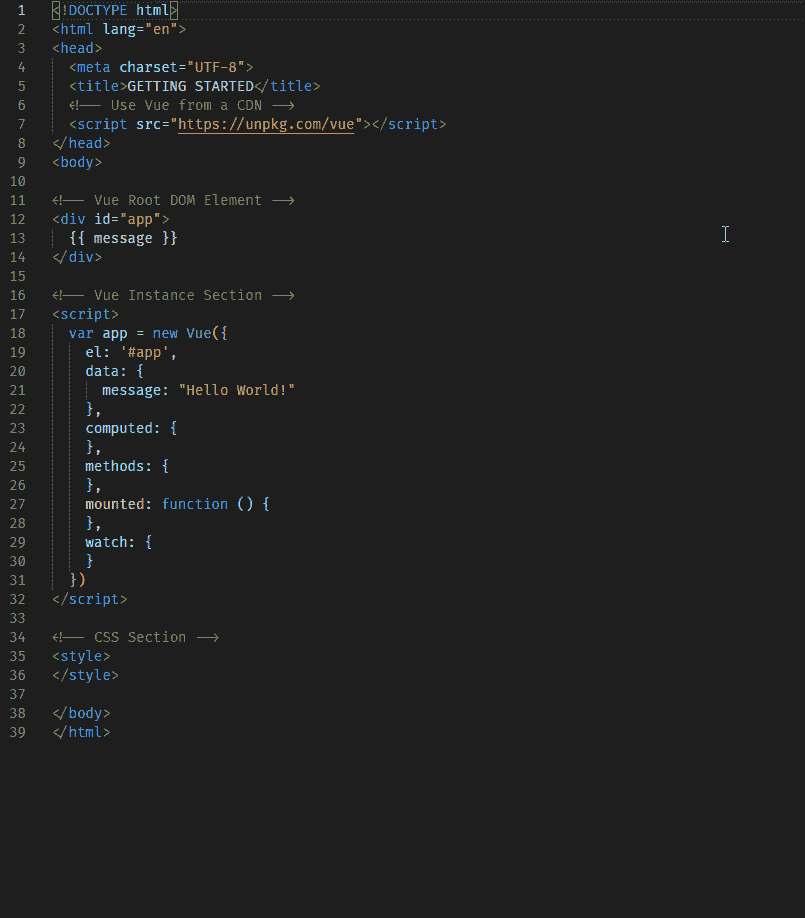 1 <!DOCTYPE html>
2 <html lang="en">
3 <head>
4   <meta charset="UTF-8">
5   <title>GETTING STARTED</title>
6   <!-- Use Vue from a CDN -->
7   <script src="https://unpkg.com/vue"></script>
8 </head>
9 <body>
10
11 <!-- Vue Root DOM Element -->
12 <div id="app">
13   {{ message }}
14 </div>
15
16 <!-- Vue Instance Section -->
17 <script>
18   var app = new Vue({
19     el: '#app',
20     data: {
21       message: "Hello World!"
22     },
23     computed: {
24     },
25     methods: {
26     },
27     mounted: function () {
28     },
29     watch: {
30     }
31   })
32 </script>
33
34 <!-- CSS Section -->
35 <style>
36 </style>
37
38 </body>
39 </html>